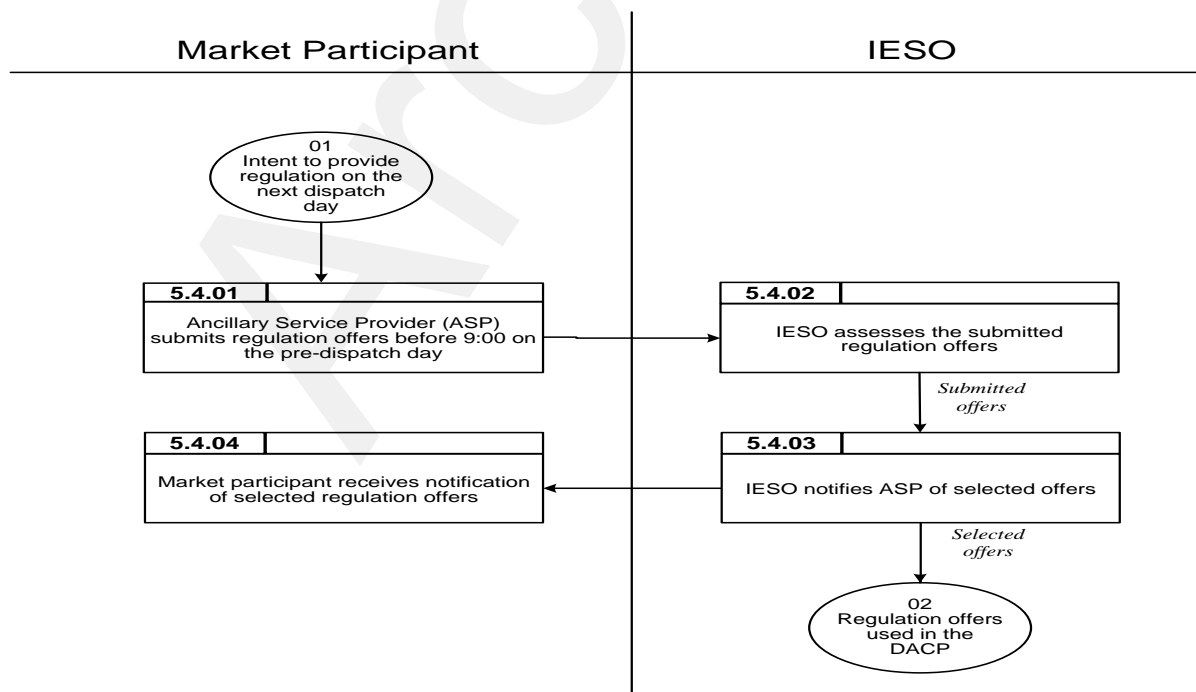 Market Participant
IESO
01
Intent to provide
regulation on the
next dispatch
day
5.4.01
Ancillary Service Provider (ASP)
submits regulation offers before 9:00 on
the pre-dispatch day
5.4.02
IESO assesses the submitted
regulation offers
Submitted
offers
5.4.04
Market participant receives notification
of selected regulation offers
5.4.03
IESO notifies ASP of selected offers
Selected
offers
02
Regulation offers
used in the
DACP
Arc